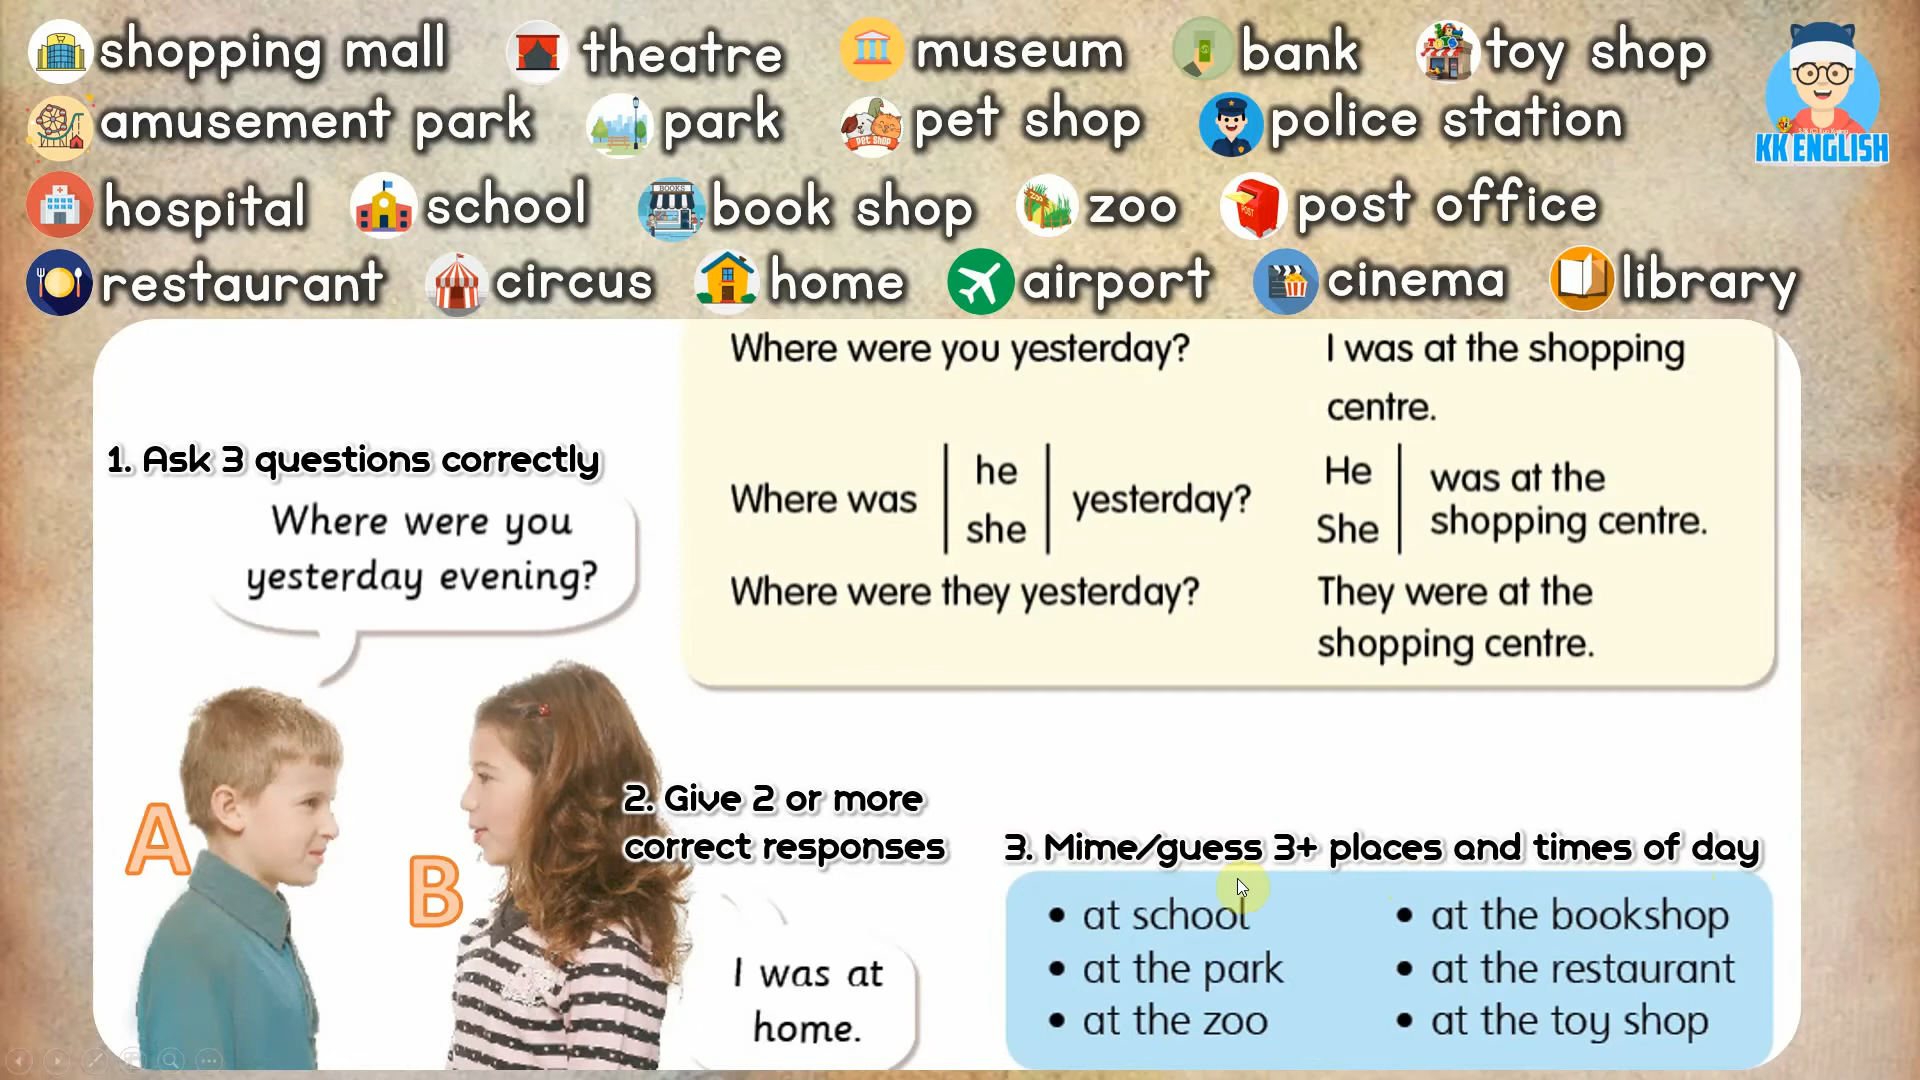 shopping mall theatre museum bank toy shop
amusement park park pet shop police station
hospital school book shop zoo post office
restaurant circus home airport cinema library
KK ENGLISH
BOOKS
PET SHOP
POST
Where were you yesterday? I was at the shopping
centre.
1. Ask 3 questions correctly
Where were you
yesterday evening?
Where was he she yesterday? He She was at the
shopping centre.
Where were they yesterday? They were at the
shopping centre.
A
B
2. Give 2 or more
correct responses
I was at
home.
3. Mime/guess 3+ places and times of day
• at school • at the bookshop
• at the park • at the restaurant
• at the zoo • at the toy shop